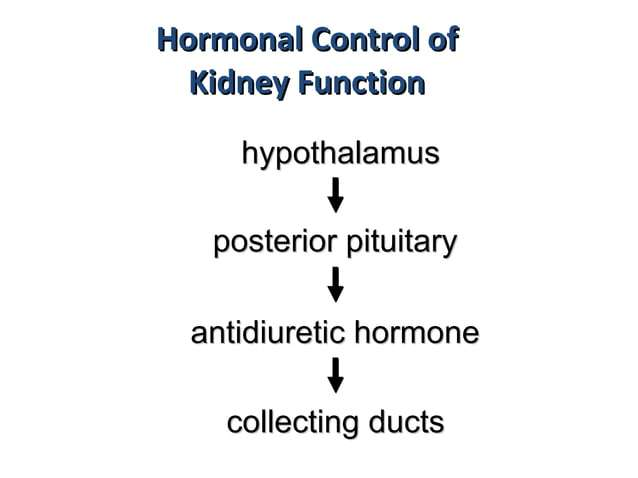 Hormonal Control of
Kidney Function
hypothalamus
posterior pituitary
antidiuretic hormone
collecting ducts